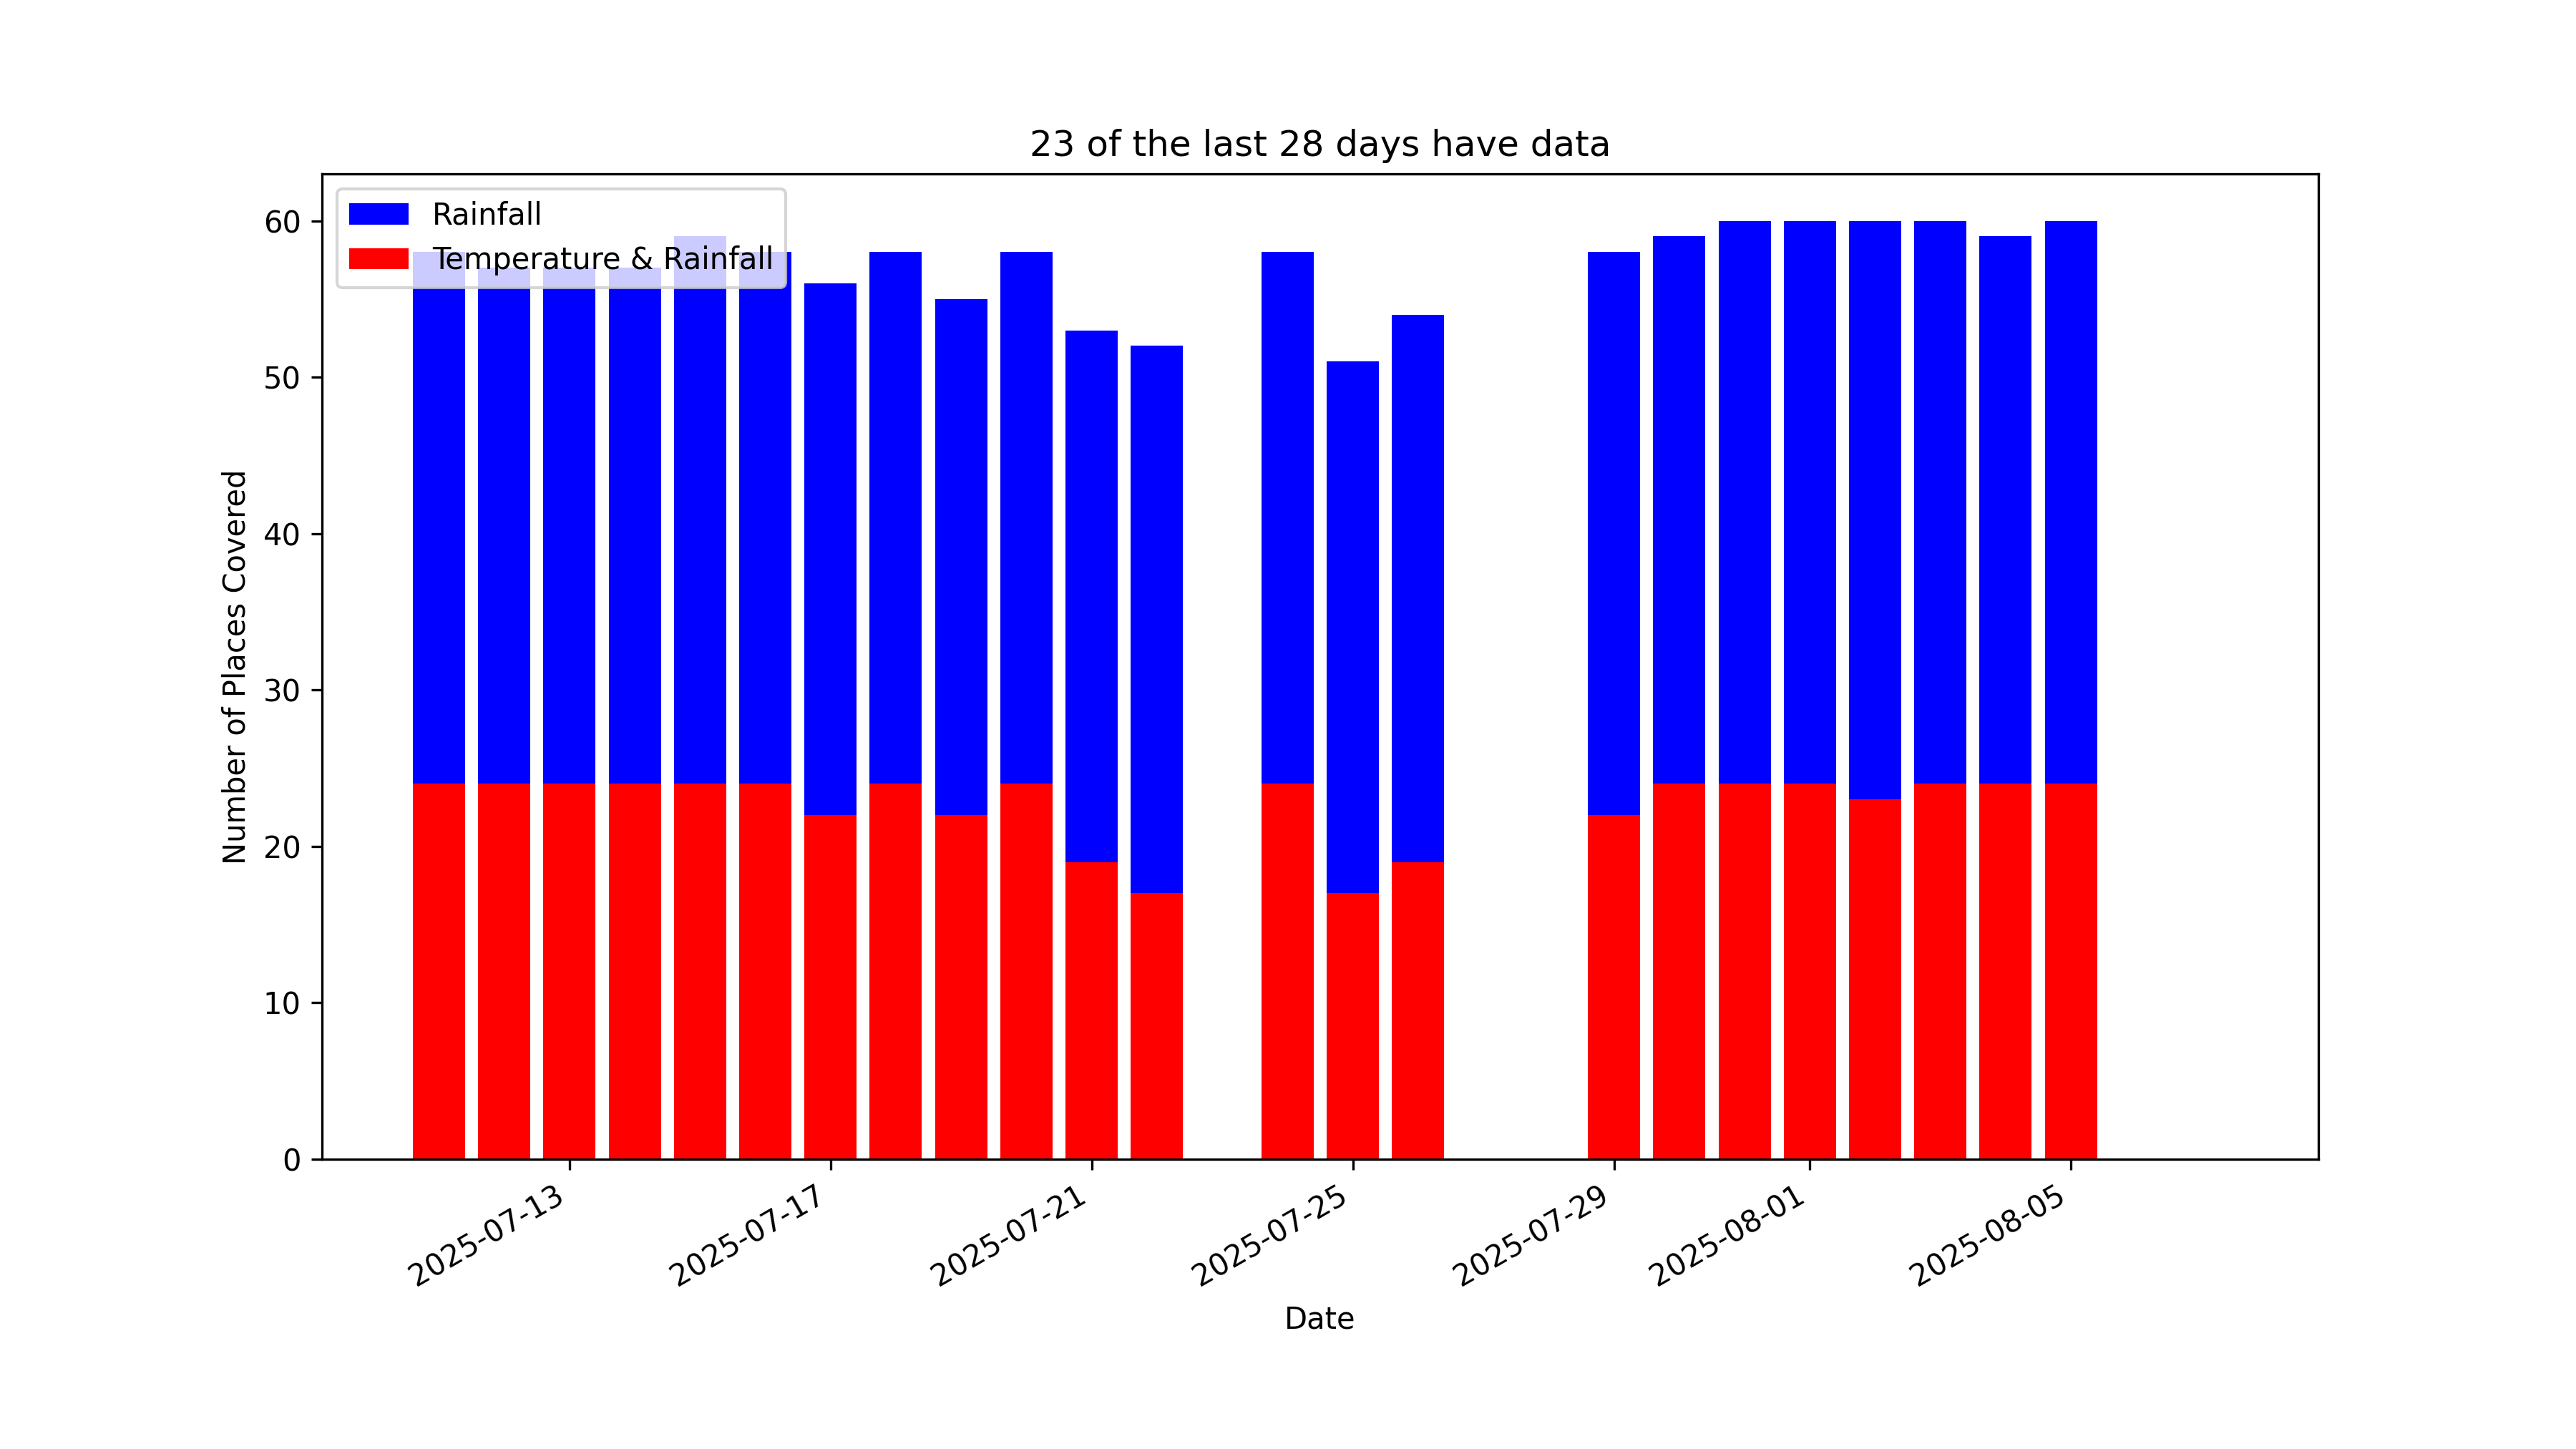 23 of the last 28 days have data
Rainfall
Temperature & Rainfall
Number of Places Covered
60
50
40
30
20
10
0
2025-07-13
2025-07-17
2025-07-21
2025-07-25
2025-07-29
2025-08-01
2025-08-05
Date